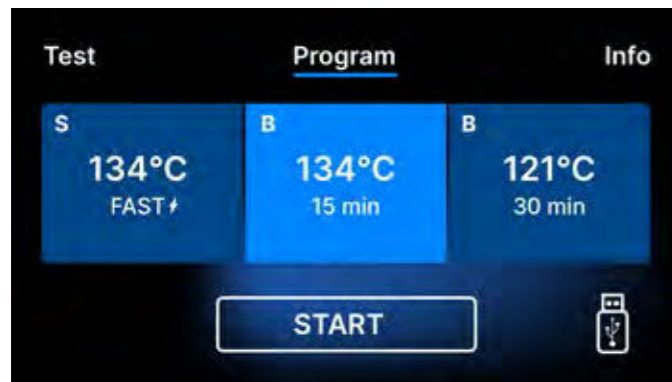 Test Program Info
S B B
134°C 134°C 121°C
FAST 15 min 30 min
START